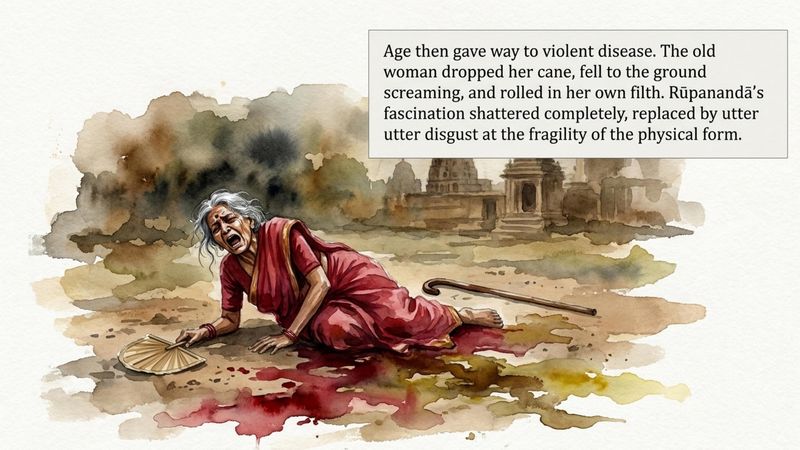 Age then gave way to violent disease. The old
woman dropped her cane, fell to the ground
screaming, and rolled in her own filth. Rūpanandā’s
fascination shattered completely, replaced by utter
utter disgust at the fragility of the physical form.